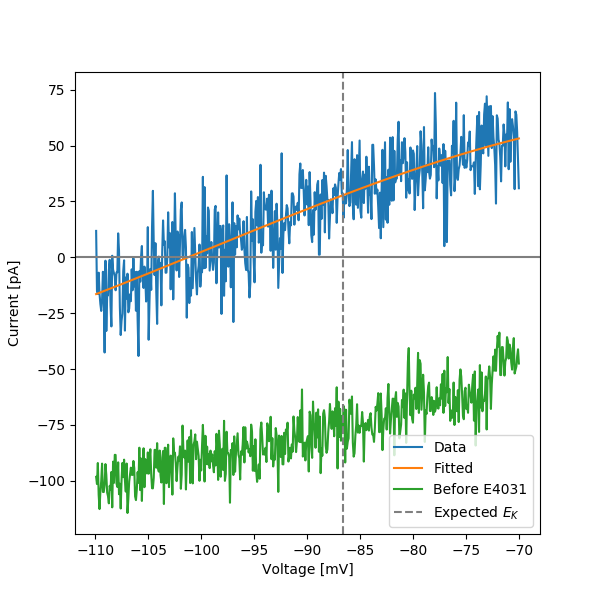 75
50
25
0
−25
−50
−75
−100
Current [pA]
Data
Fitted
Before E4031
Expected E_K
−110 −105 −100 −95 −90 −85 −80 −75 −70
Voltage [mV]